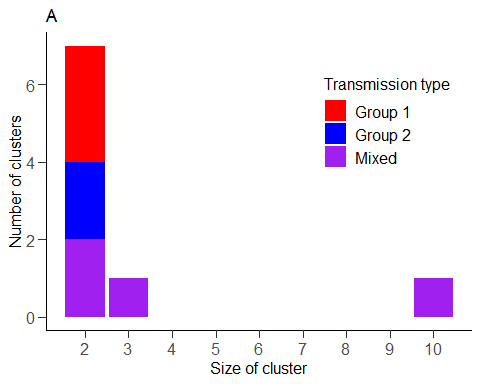 A
Number of clusters
6
4
2
0
Transmission type
Group 1
Group 2
Mixed
2 3 4 5 6 7 8 9 10
Size of cluster